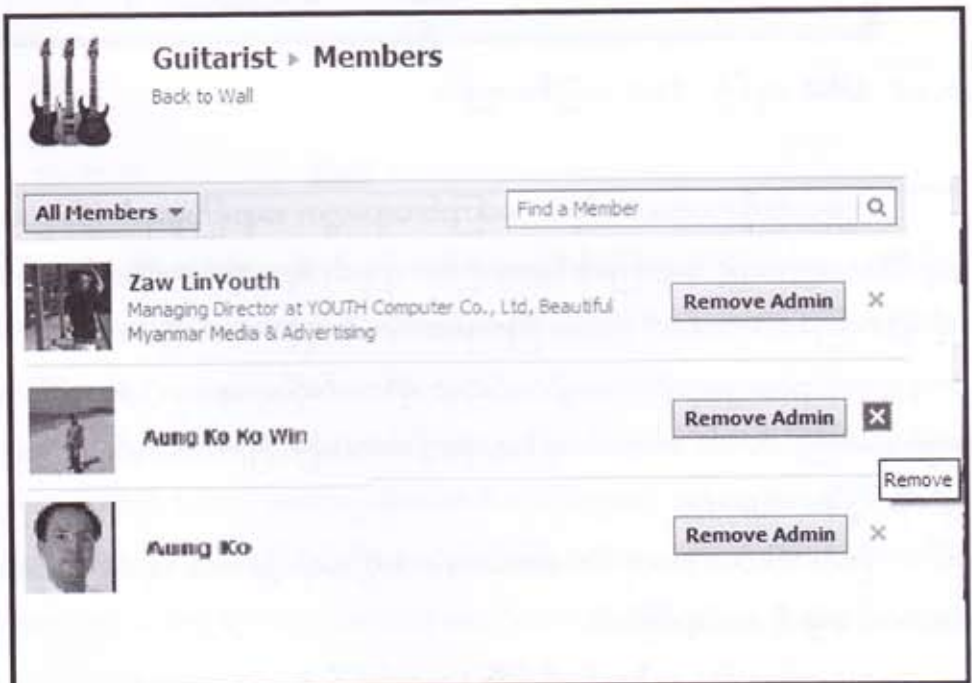 Guitarist ▸ Members
Back to Wall
All Members
Find a Member
Zaw LinYouth
Managing Director at YOUTH Computer Co., Ltd, Beautiful
Myanmar Media & Advertising
Remove Admin
Aung Ko Ko Win
Remove Admin
Remove
Aung Ko
Remove Admin